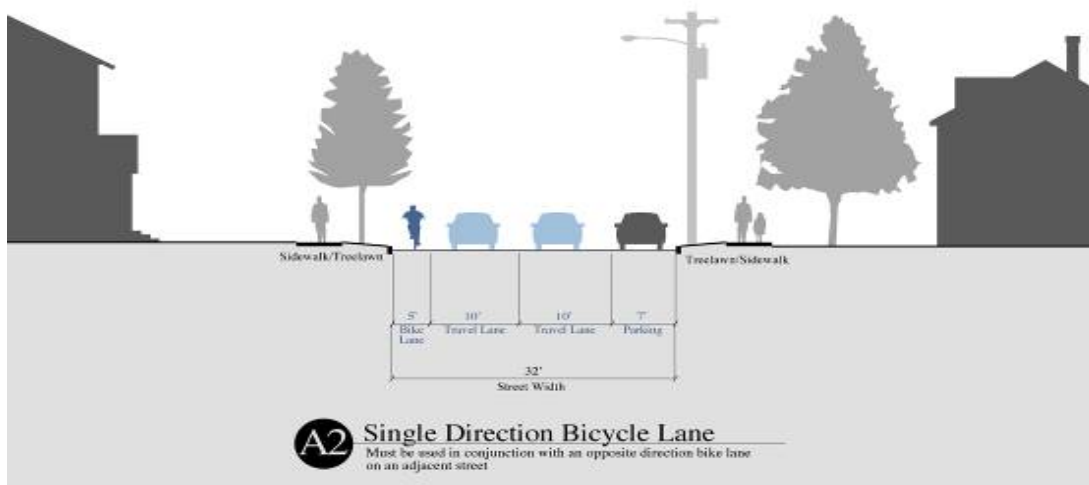 Sidewalk/Treelawn
Treelawn/Sidewalk
5' 10' 10' 7'
Bike Lane Travel Lane Travel Lane Parking
32'
Street Width
A2 Single Direction Bicycle Lane
Must be used in conjunction with an opposite direction bike lane
on an adjacent street